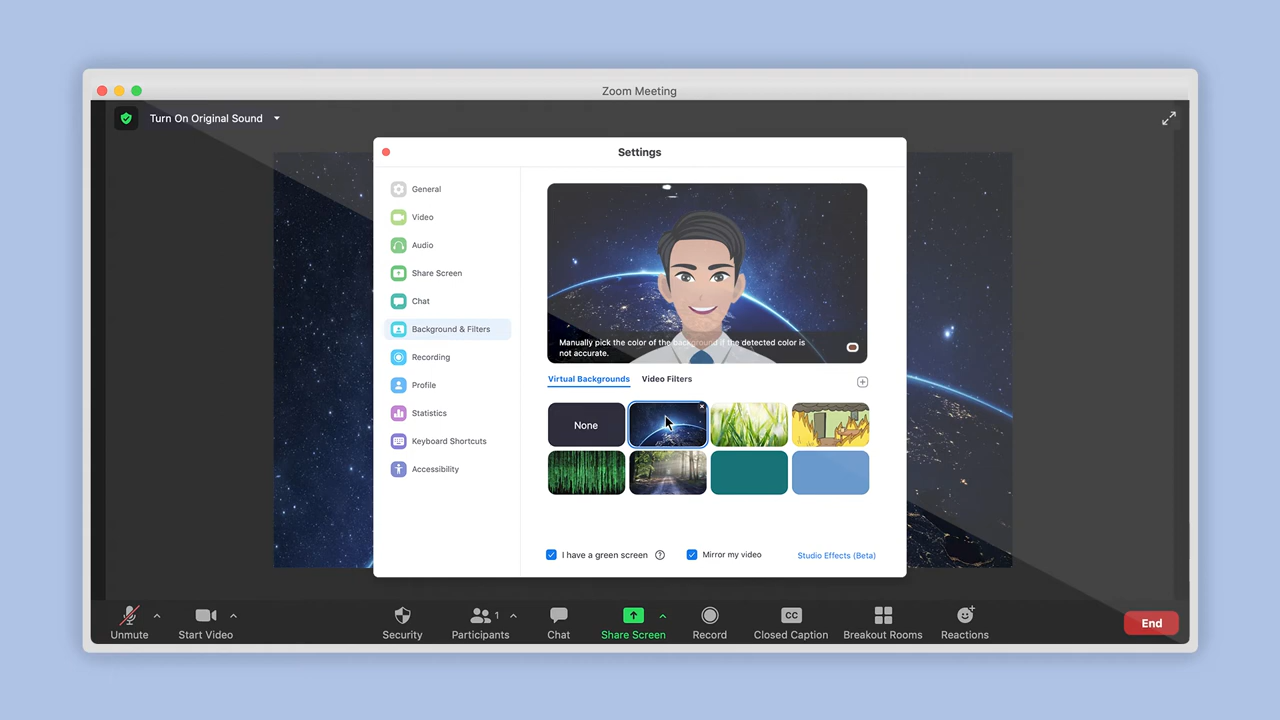 Zoom Meeting
Turn On Original Sound
Settings
General
Video
Audio
Share Screen
Chat
Background & Filters
Recording
Profile
Statistics
Keyboard Shortcuts
Accessibility
Manually pick the color of the background if the detected color is
not accurate.
Virtual Backgrounds
Video Filters
None
I have a green screen
?
Mirror my video
Studio Effects (Beta)
Unmute
Start Video
Security
1
Participants
Chat
Share Screen
Record
CC
Closed Caption
Breakout Rooms
Reactions
End